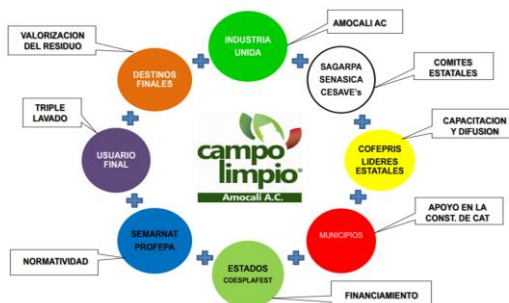 VALORIZACION
DEL RESIDUO
INDUSTRIA
UNIDA
AMOCALI AC
DESTINOS
FINALES
SAGARPA
SENASICA
CESAVE's
COMITES
ESTATALES
TRIPLE
LAVADO
CAPACITACION
Y DIFUSION
USUARIO
FINAL
campo
limpio®
Amocali A.C.
COFEPRIS
LIDERES
ESTATALES
APOYO EN LA
CONST. DE CAT
SEMARNAT
PROFEPA
MUNICIPIOS
NORMATIVIDAD
ESTADOS
COESPLAFEST
FINANCIAMIENTO